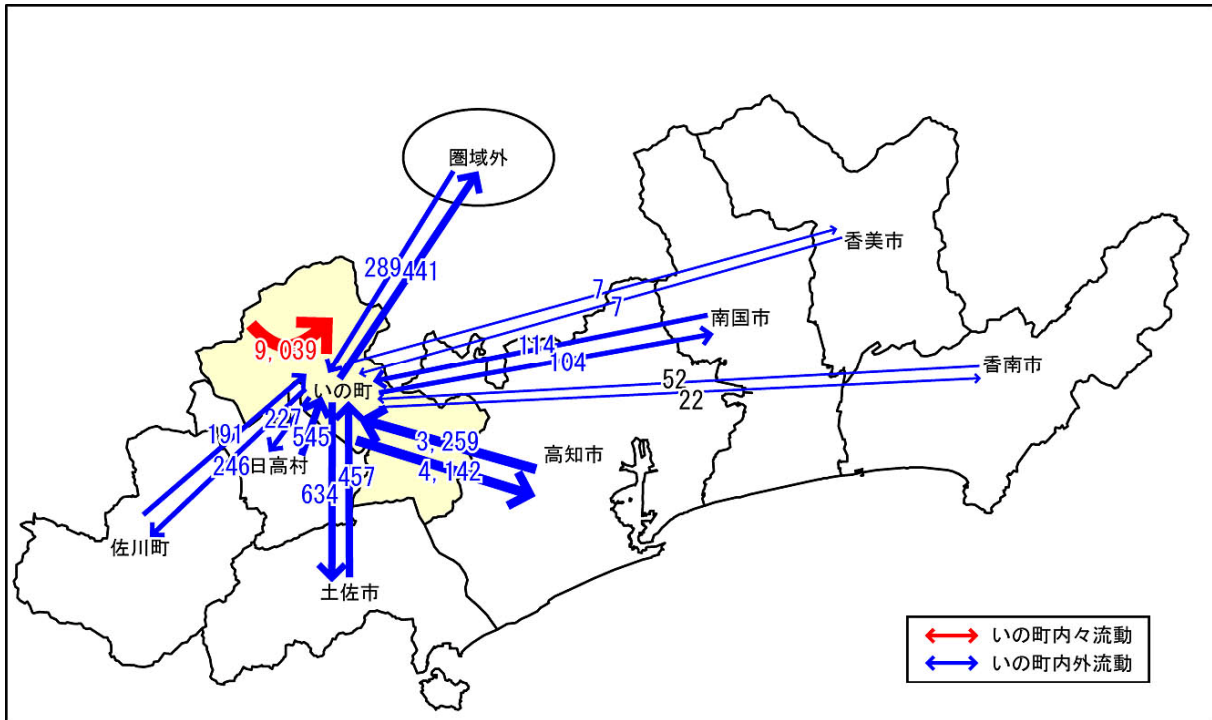 圏域外
香美市
289
441
7
7
南国市
9,039
114
104
香南市
いの町
52
22
191
227
545
3,259
高知市
246
日高村
457
4,142
634
佐川町
土佐市
いの町内々流動
いの町内外流動